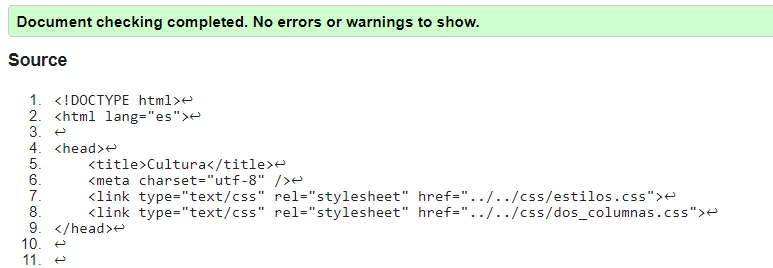 Document checking completed. No errors or warnings to show.
Source
1. <!DOCTYPE html>↩
2. <html lang="es">↩
3. ↩
4. <head>↩
5.     <title>Cultura</title>↩
6.     <meta charset="utf-8" />↩
7.     <link type="text/css" rel="stylesheet" href="../../css/estilos.css">↩
8.     <link type="text/css" rel="stylesheet" href="../../css/dos_columnas.css">↩
9. </head>↩
10. ↩
11. ↩